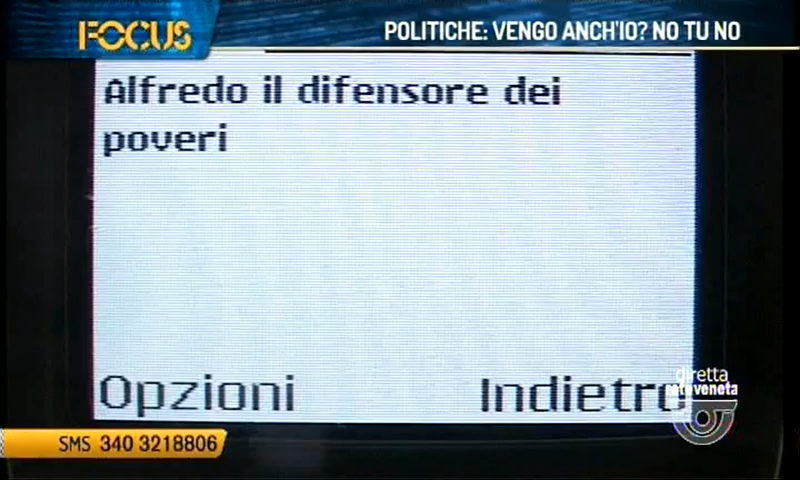 FOCUS
POLITICHE: VENGO ANCH'IO? NO TU NO
Alfredo il difensore dei
poveri
Opzioni
Indietro
diretta
reteveneta
SMS 340 3218806